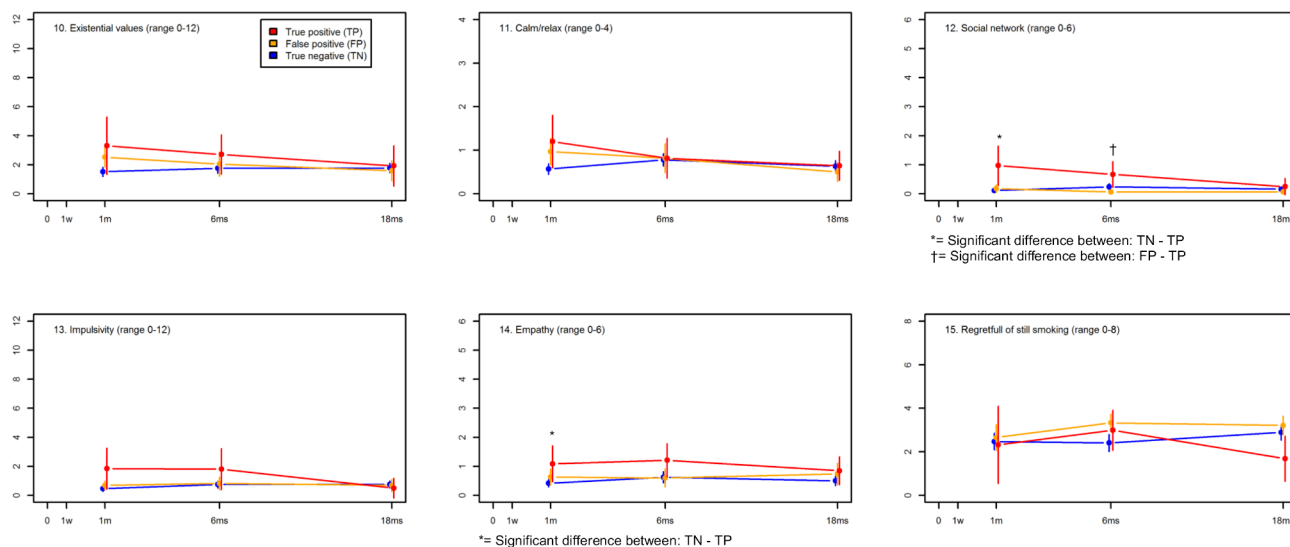 10. Existential values (range 0-12)
True positive (TP)
False positive (FP)
True negative (TN)
12
10
8
6
4
2
0
0 1w 1m 6ms 18ms
11. Calm/relax (range 0-4)
4
3
2
1
0
0 1w 1m 6ms 18ms
12. Social network (range 0-6)
6
5
4
3
2
1
0
*
†
0 1w 1m 6ms 18ms
*= Significant difference between: TN - TP
†= Significant difference between: FP - TP
13. Impulsivity (range 0-12)
12
10
8
6
4
2
0
0 1w 1m 6ms 18ms
14. Empathy (range 0-6)
6
5
4
3
2
1
0
*
0 1w 1m 6ms 18ms
*= Significant difference between: TN - TP
15. Regretfull of still smoking (range 0-8)
8
6
4
2
0
0 1w 1m 6ms 18ms